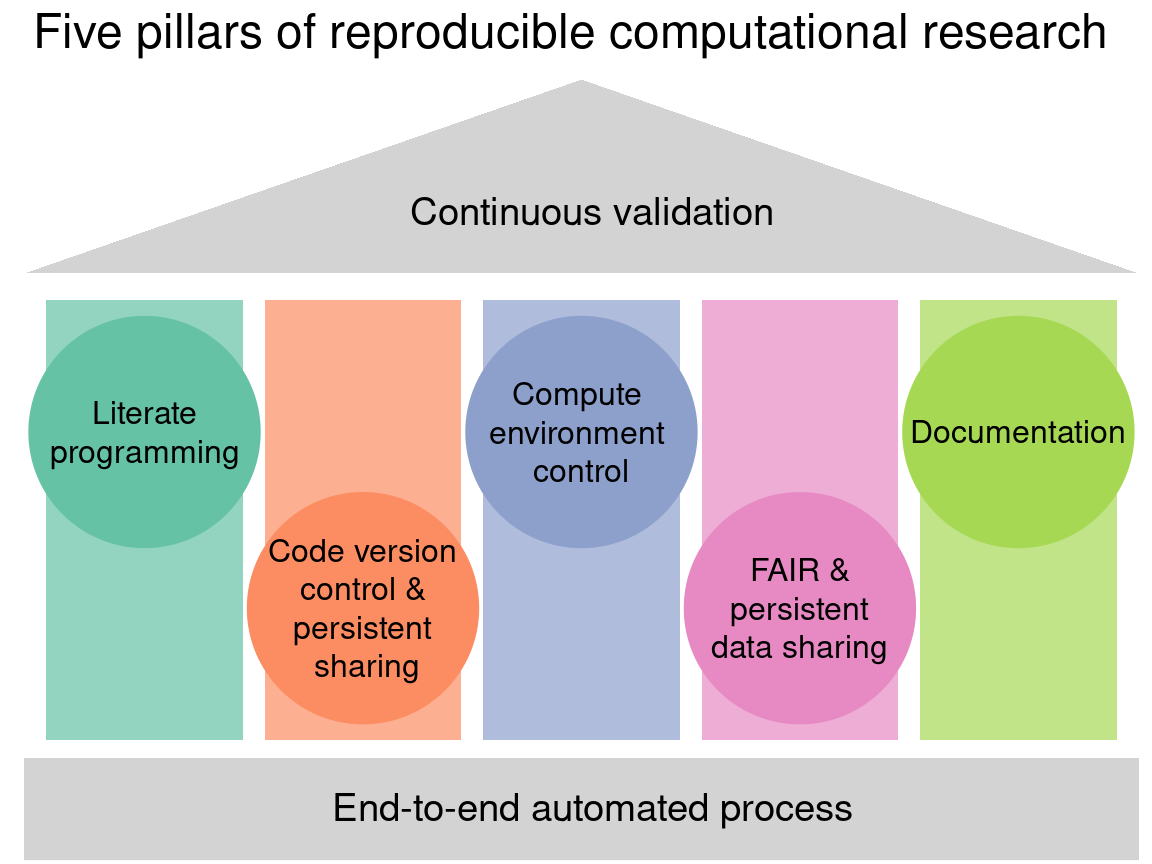 Five pillars of reproducible computational research
Continuous validation
Literate
programming
Code version
control &
persistent
sharing
Compute
environment
control
FAIR &
persistent
data sharing
Documentation
End-to-end automated process